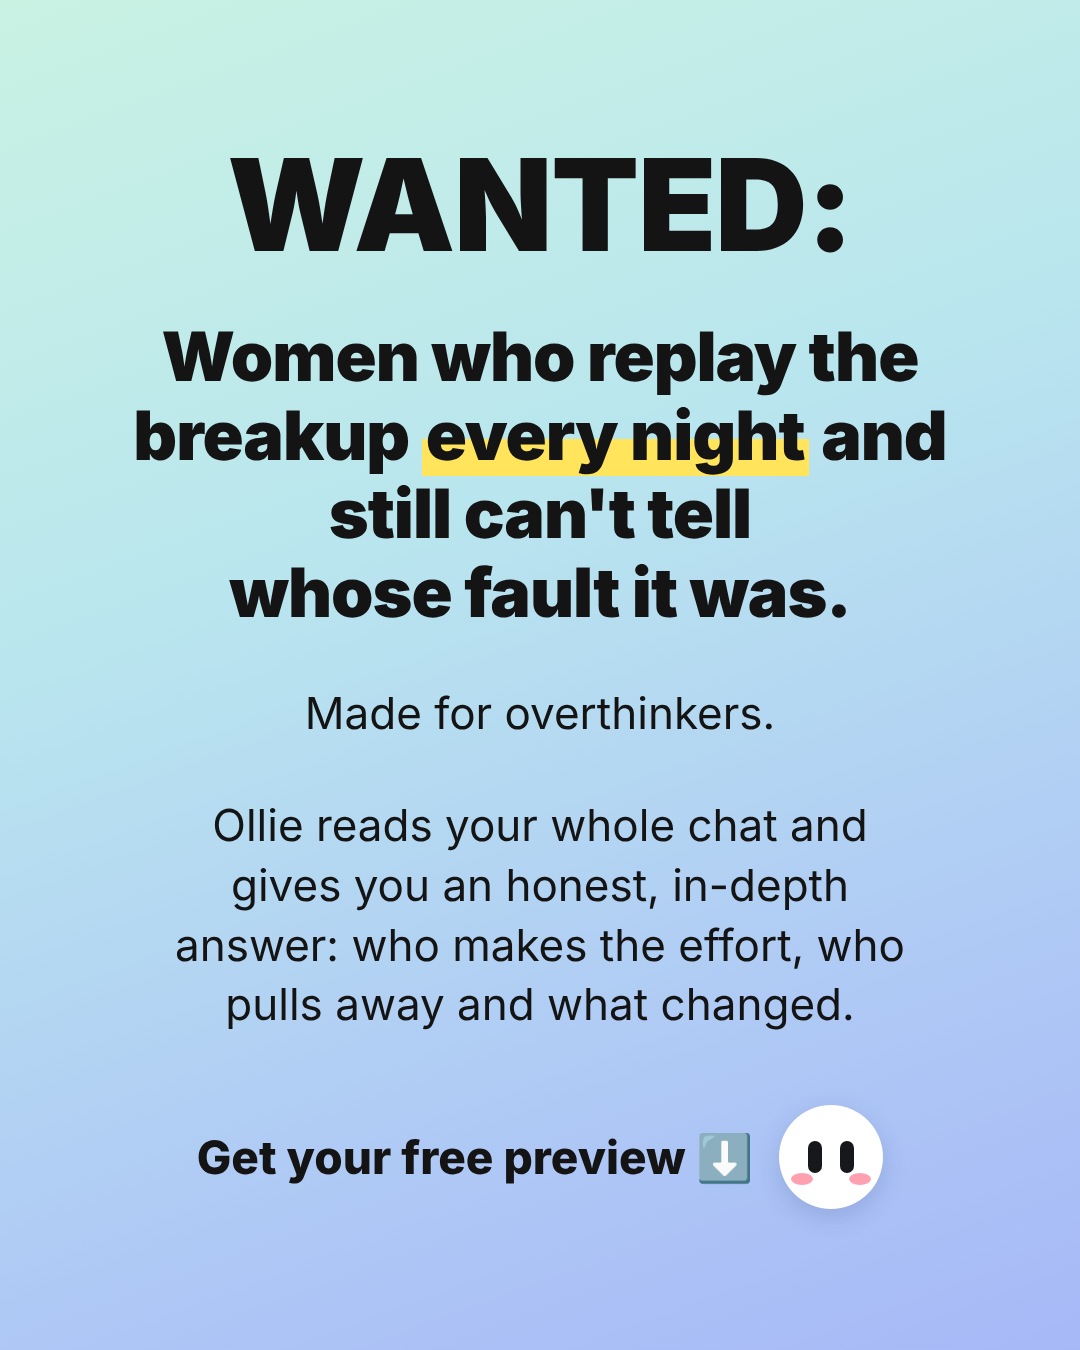 WANTED:
Women who replay the
breakup every night and
still can't tell
whose fault it was.
Made for overthinkers.
Ollie reads your whole chat and
gives you an honest, in-depth
answer: who makes the effort, who
pulls away and what changed.
Get your free preview ⬇️